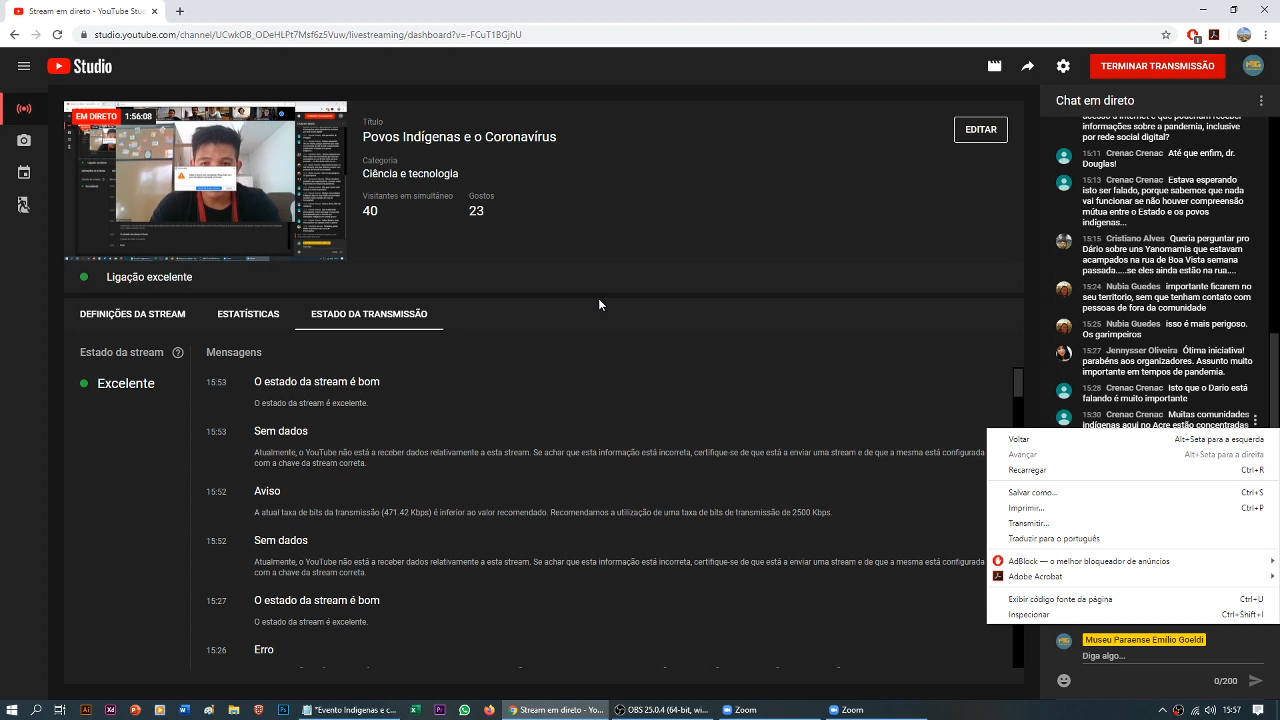 Stream em direto - YouTube Stu
studio.youtube.com/channel/UCwkOB_ODeHLPt7Msf6z5Vuw/livestreaming/dashboard?v=-FCuT1BGjhU
Studio
TERMINAR TRANSMISSÃO
EM DIRETO 1:56:08
Título
Povos Indígenas e o Coronavírus
EDITAR
Categoria
Ciência e tecnologia
Visitantes em simultâneo
40
26
Ligação excelente
DEFINIÇÕES DA STREAM
ESTATÍSTICAS
ESTADO DA TRANSMISSÃO
Estado da stream
Excelente
Mensagens
15:53 O estado da stream é bom
O estado da stream é excelente.
15:53 Sem dados
Atualmente, o YouTube não está a receber dados relativamente a esta stream. Se achar que esta informação está incorreta, certifique-se de que está a enviar uma stream e de que a mesma está configurada
com a chave da stream correta.
15:52 Aviso
A atual taxa de bits da transmissão (471.42 Kbps) é inferior ao valor recomendado. Recomendamos a utilização de uma taxa de bits de transmissão de 2500 Kbps.
15:52 Sem dados
Atualmente, o YouTube não está a receber dados relativamente a esta stream. Se achar que esta informação está incorreta, certifique-se de que está a enviar uma stream e de que a mesma está configurada
com a chave da stream correta.
15:27 O estado da stream é bom
O estado da stream é excelente.
15:26 Erro
Chat em direto
informações sobre a pandemia, inclusive
por rede social digital?
15:11 Crenac Crenac Até que enfim, dr.
Douglas!
15:13 Crenac Crenac Estava esperando
isto ser falado, porque sabemos que nada
vai funcionar se não houver compreensão
mútua entre o Estado e os povos
indígenas...
15:15 Cristiano Alves Queria perguntar pro
Dário sobre uns Yanomamis que estavam
acampados na rua de Boa Vista semana
passada.....se eles ainda estão na rua....
15:24 Nubia Guedes importante ficarem no
seu territorio, sem que tenham contato com
pessoas de fora da comunidade
15:25 Nubia Guedes isso é mais perigoso.
Os garimpeiros
15:27 Jennysser Oliveira Ótima iniciativa!
parabéns aos organizadores. Assunto muito
importante em tempos de pandemia.
15:28 Crenac Crenac Isto que o Dario está
falando é muito importante
15:30 Crenac Crenac Muitas comunidades
indígenas aqui no Acre estão concentradas
Voltar Alt+Seta para a esquerda
Avançar Alt+Seta para a direita
Recarregar Ctrl+R
Salvar como... Ctrl+S
Imprimir... Ctrl+P
Transmitir...
Traduzir para o português
AdBlock — o melhor bloqueador de anúncios
Adobe Acrobat
Exibir código fonte da página Ctrl+U
Inspecionar Ctrl+Shift+I
Museu Paraense Emílio Goeldi
Diga algo...
0/200
*Evento Indígenas e c...
Stream em direto - Yo...
OBS 25.0.4 (64-bit, wi...
Zoom
Zoom
15:57